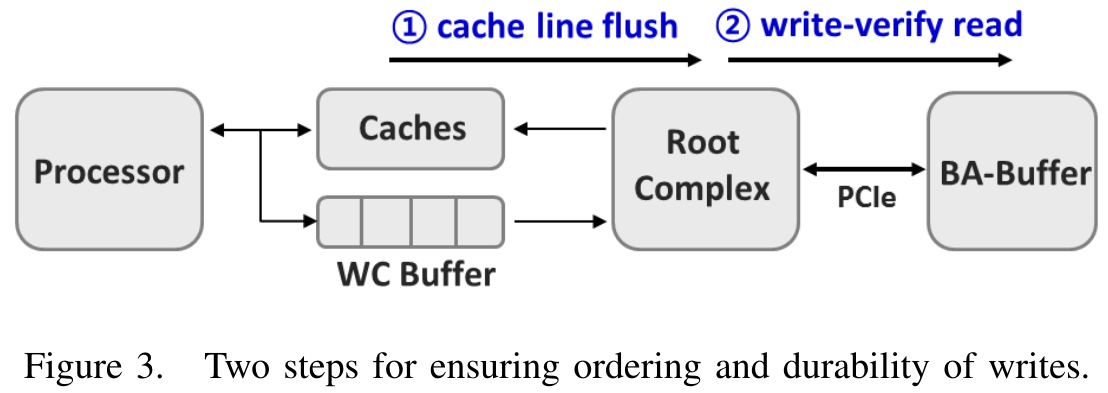 ① cache line flush ② write-verify read
Processor
Caches
WC Buffer
Root
Complex
PCIe
BA-Buffer
Figure 3. Two steps for ensuring ordering and durability of writes.